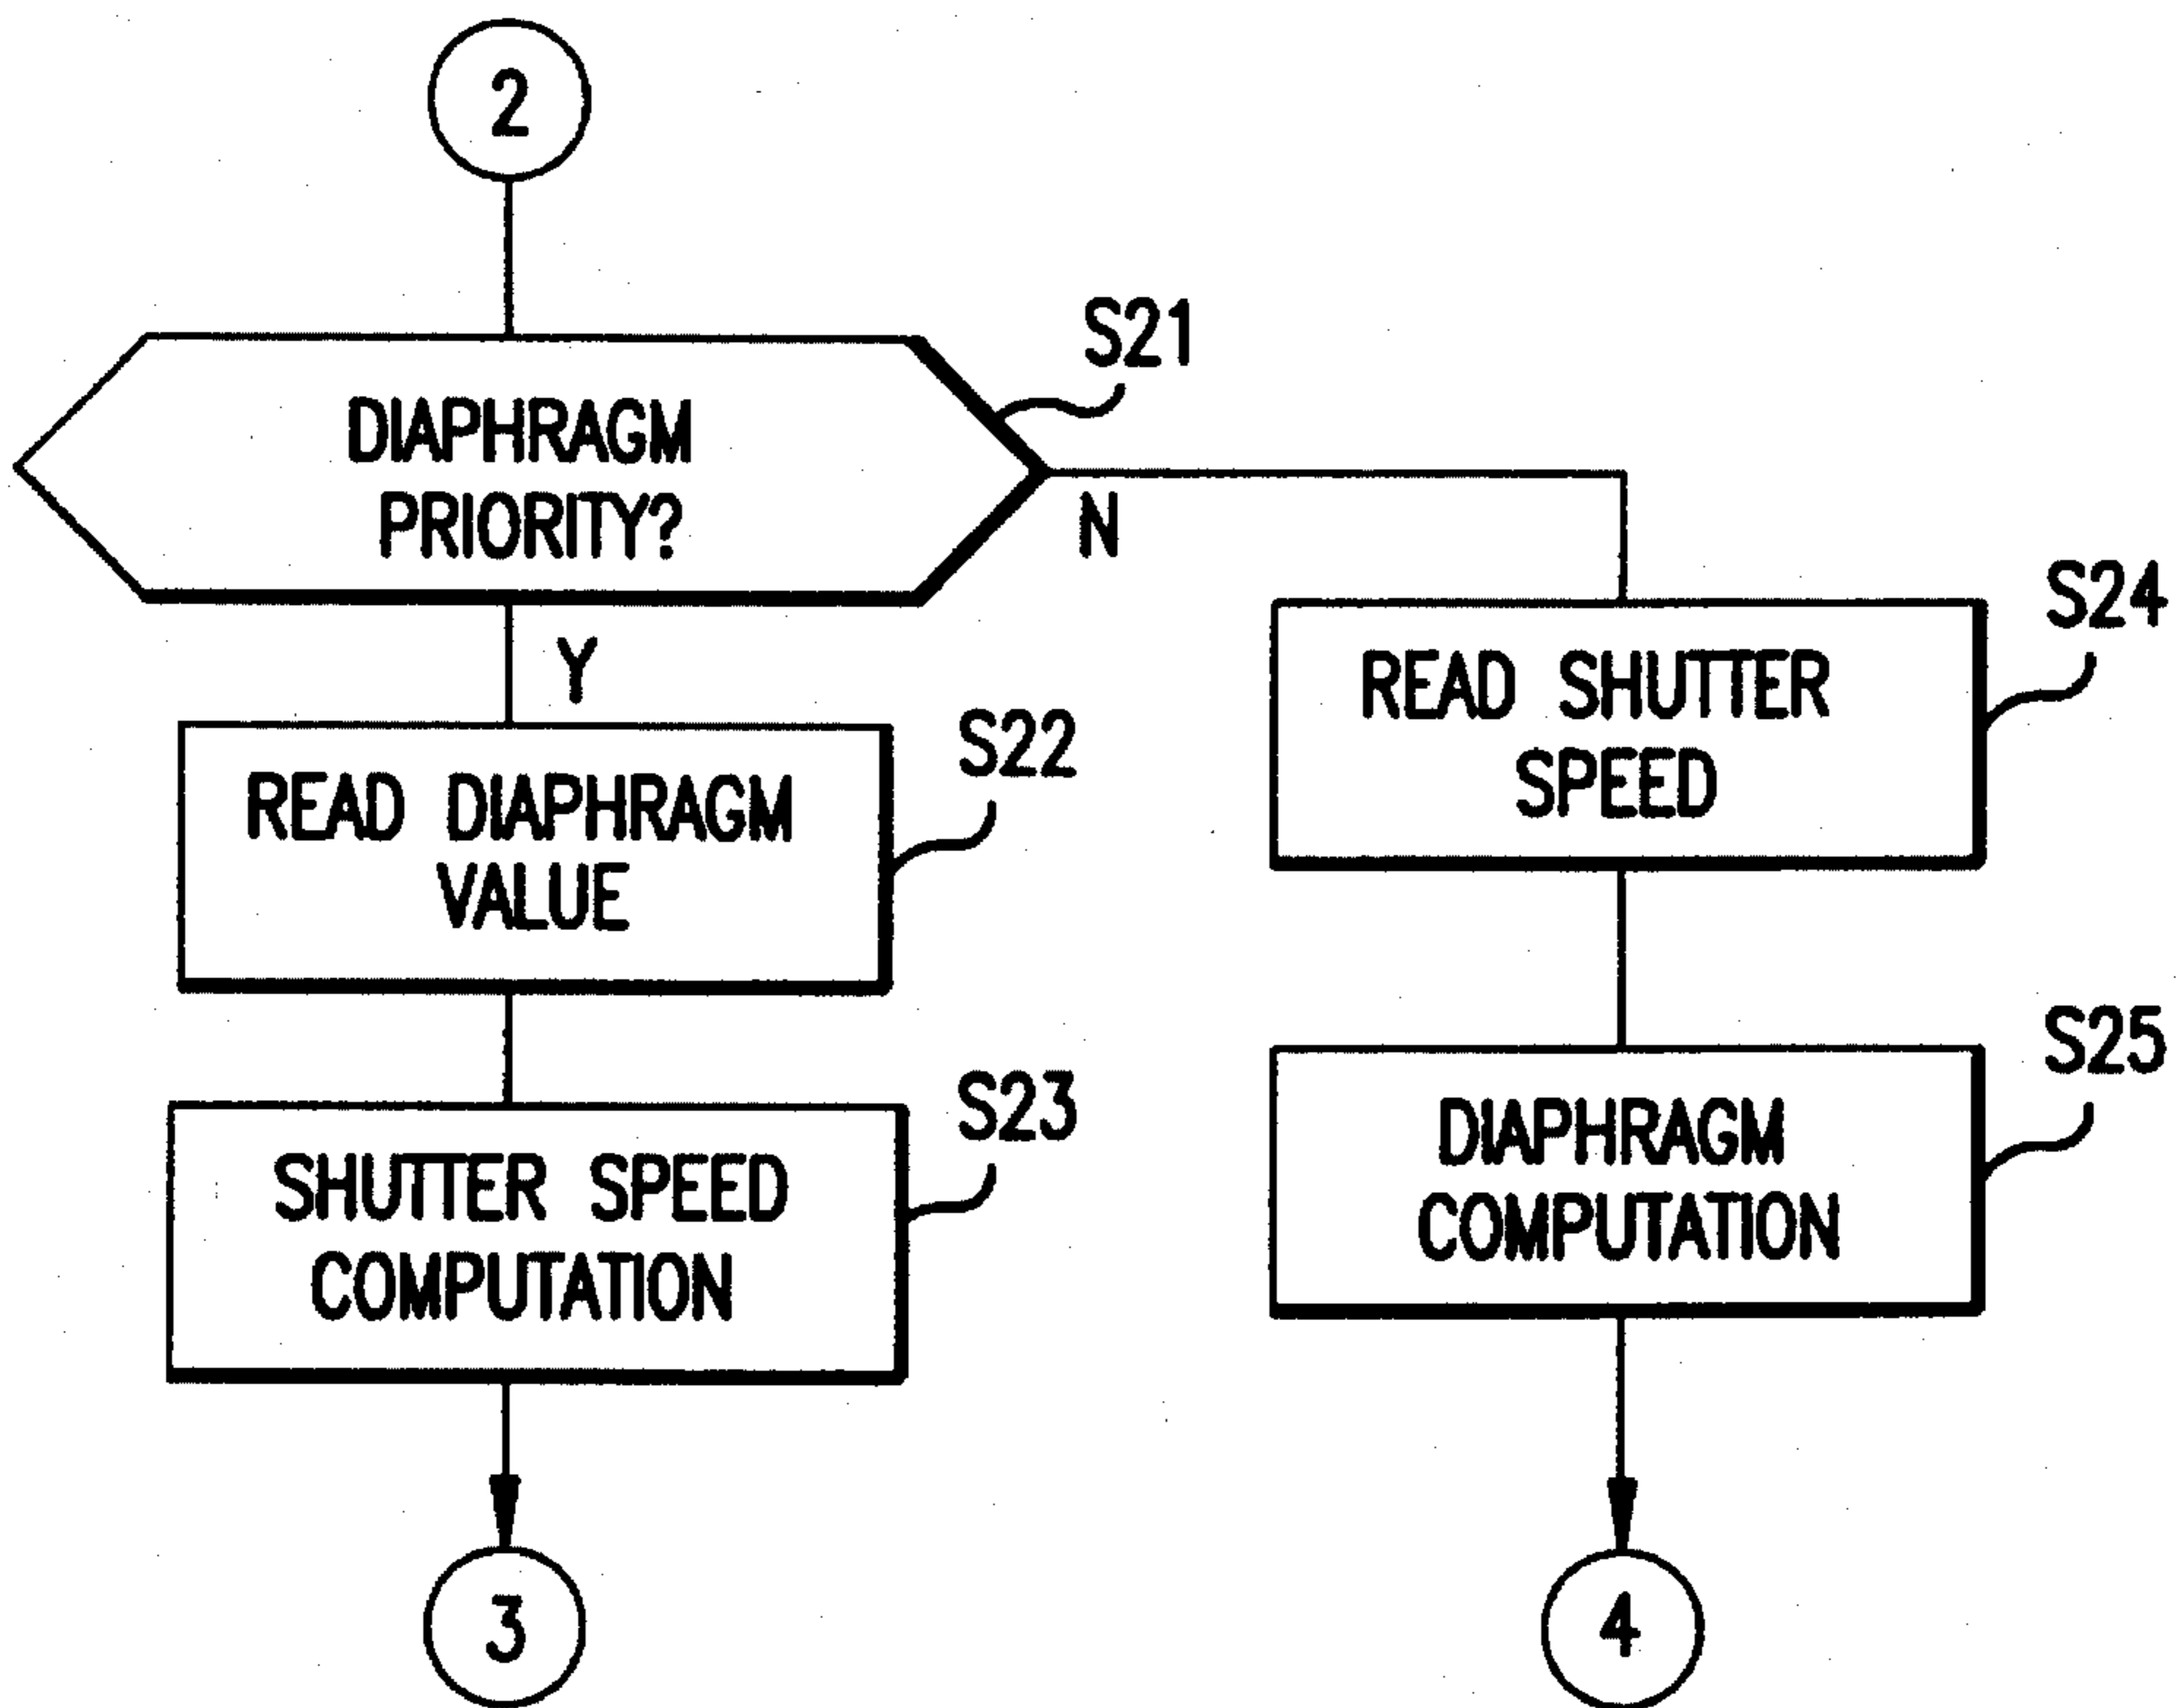 2
S21
DIAPHRAGM
PRIORITY?
N
Y
S22
READ DIAPHRAGM
VALUE
S23
SHUTTER SPEED
COMPUTATION
3
S24
READ SHUTTER
SPEED
S25
DIAPHRAGM
COMPUTATION
4